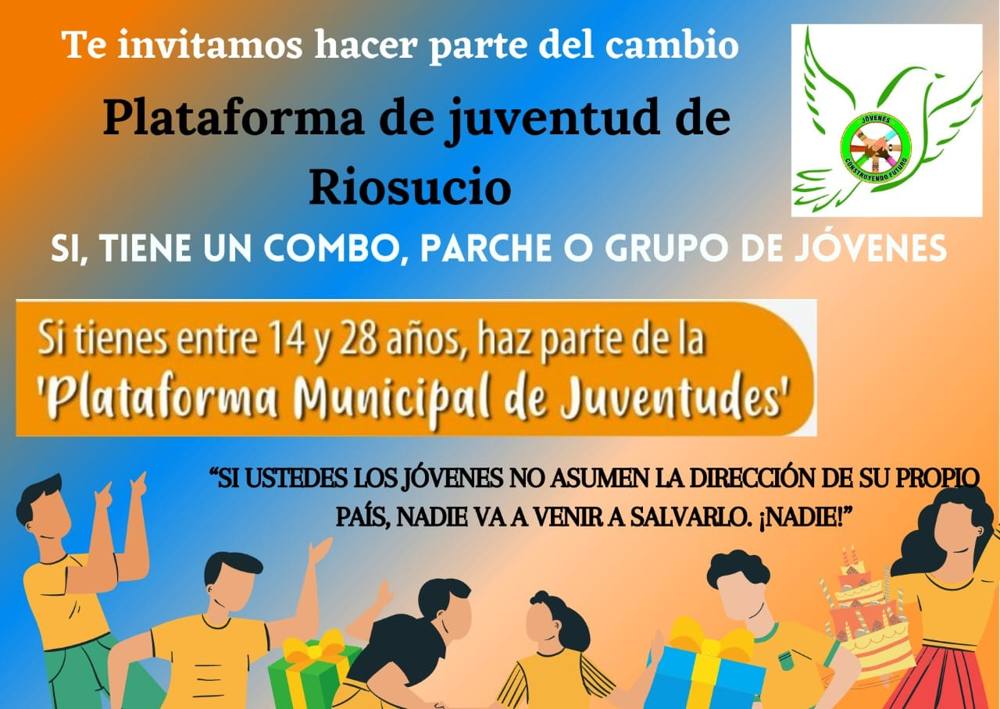 Te invitamos hacer parte del cambio
Plataforma de juventud de
Riosucio
JOVENES
CONSTRUYENDO FUTURO
SI, TIENE UN COMBO, PARCHE O GRUPO DE JÓVENES
Si tienes entre 14 y 28 años, haz parte de la
'Plataforma Municipal de Juventudes'
“SI USTEDES LOS JÓVENES NO ASUMEN LA DIRECCIÓN DE SU PROPIO
PAÍS, NADIE VA A VENIR A SALVARLO. ¡NADIE!”